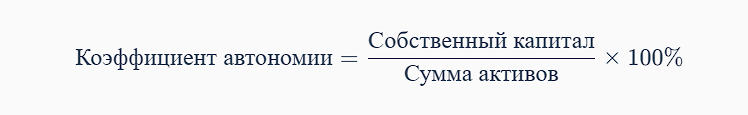 Коэффициент автономии = Собственный капитал / Сумма активов × 100%